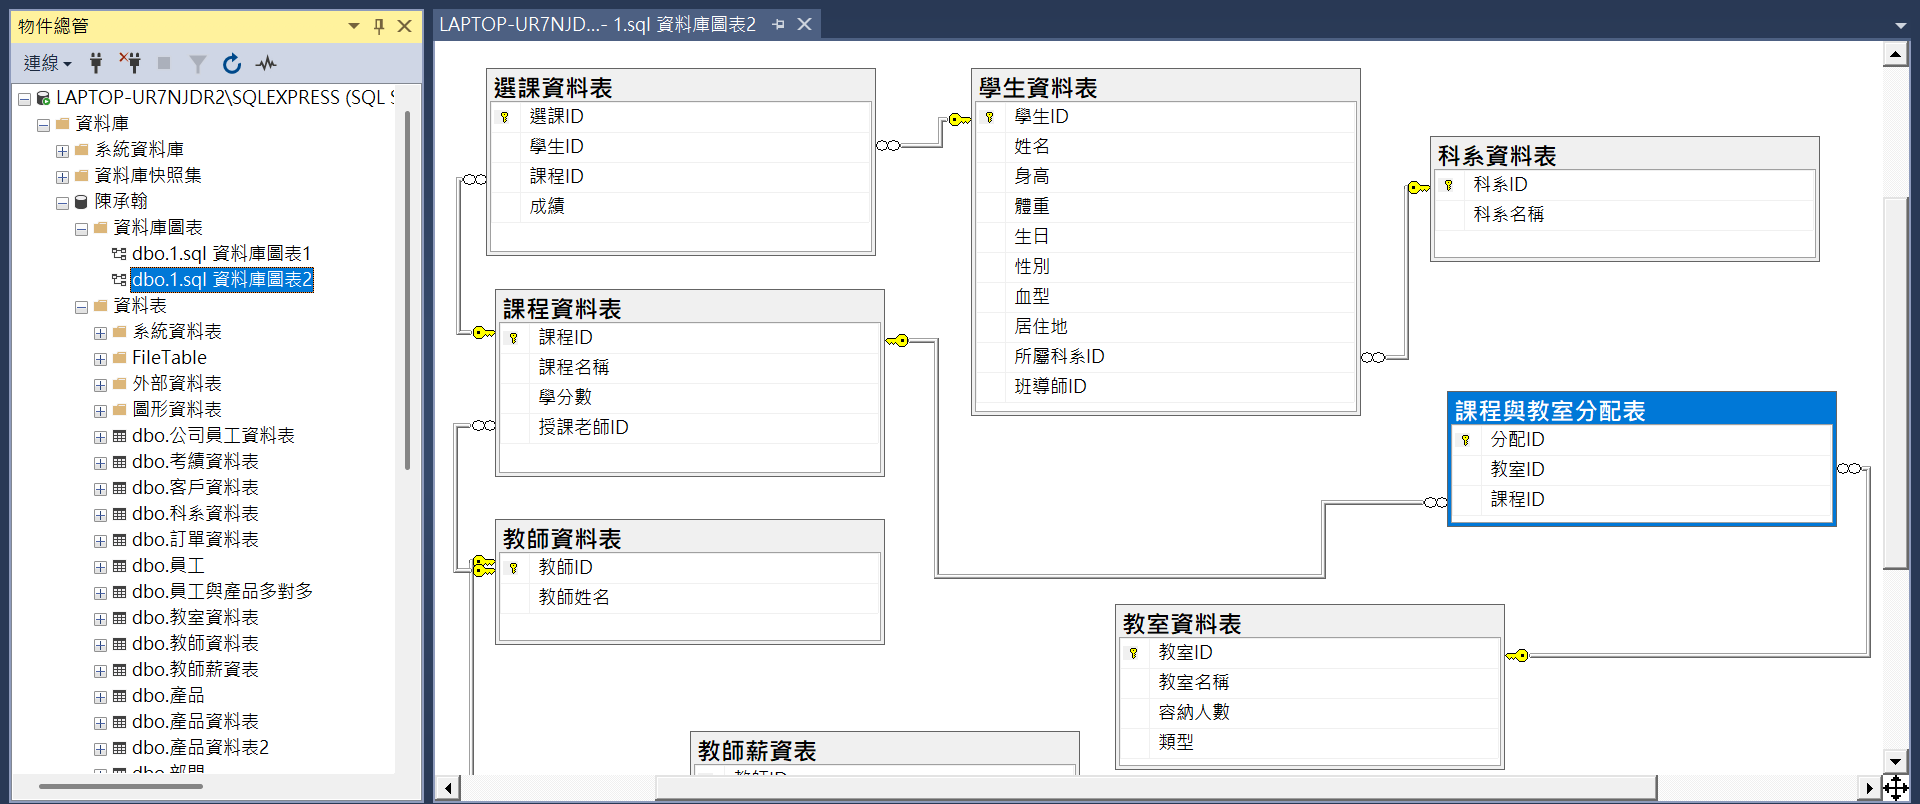 物件總管
連線
LAPTOP-UR7NJDR2\SQLEXPRESS (SQL S
資料庫
系統資料庫
資料庫快照集
陳承翰
資料庫圖表
dbo.1.sql 資料庫圖表1
dbo.1.sql 資料庫圖表2
資料表
系統資料表
FileTable
外部資料表
圖形資料表
dbo.公司員工資料表
dbo.考績資料表
dbo.客戶資料表
dbo.科系資料表
dbo.訂單資料表
dbo.員工
dbo.員工與產品多對多
dbo.教室資料表
dbo.教師資料表
dbo.教師薪資表
dbo.產品
dbo.產品資料表
dbo.產品資料表2
dbo.部門
LAPTOP-UR7NJD...- 1.sql 資料庫圖表2
選課資料表
選課ID
學生ID
課程ID
成績
課程資料表
課程ID
課程名稱
學分數
授課老師ID
教師資料表
教師ID
教師姓名
教師薪資表
教師ID
學生資料表
學生ID
姓名
身高
體重
生日
性別
血型
居住地
所屬科系ID
班導師ID
科系資料表
科系ID
科系名稱
課程與教室分配表
分配ID
教室ID
課程ID
教室資料表
教室ID
教室名稱
容納人數
類型